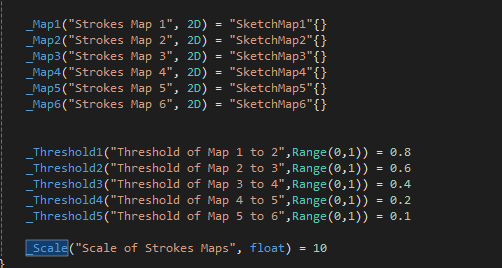 _Map1("Strokes Map 1", 2D) = "SketchMap1"{}
_Map2("Strokes Map 2", 2D) = "SketchMap2"{}
_Map3("Strokes Map 3", 2D) = "SketchMap3"{}
_Map4("Strokes Map 4", 2D) = "SketchMap4"{}
_Map5("Strokes Map 5", 2D) = "SketchMap5"{}
_Map6("Strokes Map 6", 2D) = "SketchMap6"{}
_Threshold1("Threshold of Map 1 to 2",Range(0,1)) = 0.8
_Threshold2("Threshold of Map 2 to 3",Range(0,1)) = 0.6
_Threshold3("Threshold of Map 3 to 4",Range(0,1)) = 0.4
_Threshold4("Threshold of Map 4 to 5",Range(0,1)) = 0.2
_Threshold5("Threshold of Map 5 to 6",Range(0,1)) = 0.1
_Scale("Scale of Strokes Maps", float) = 10
}